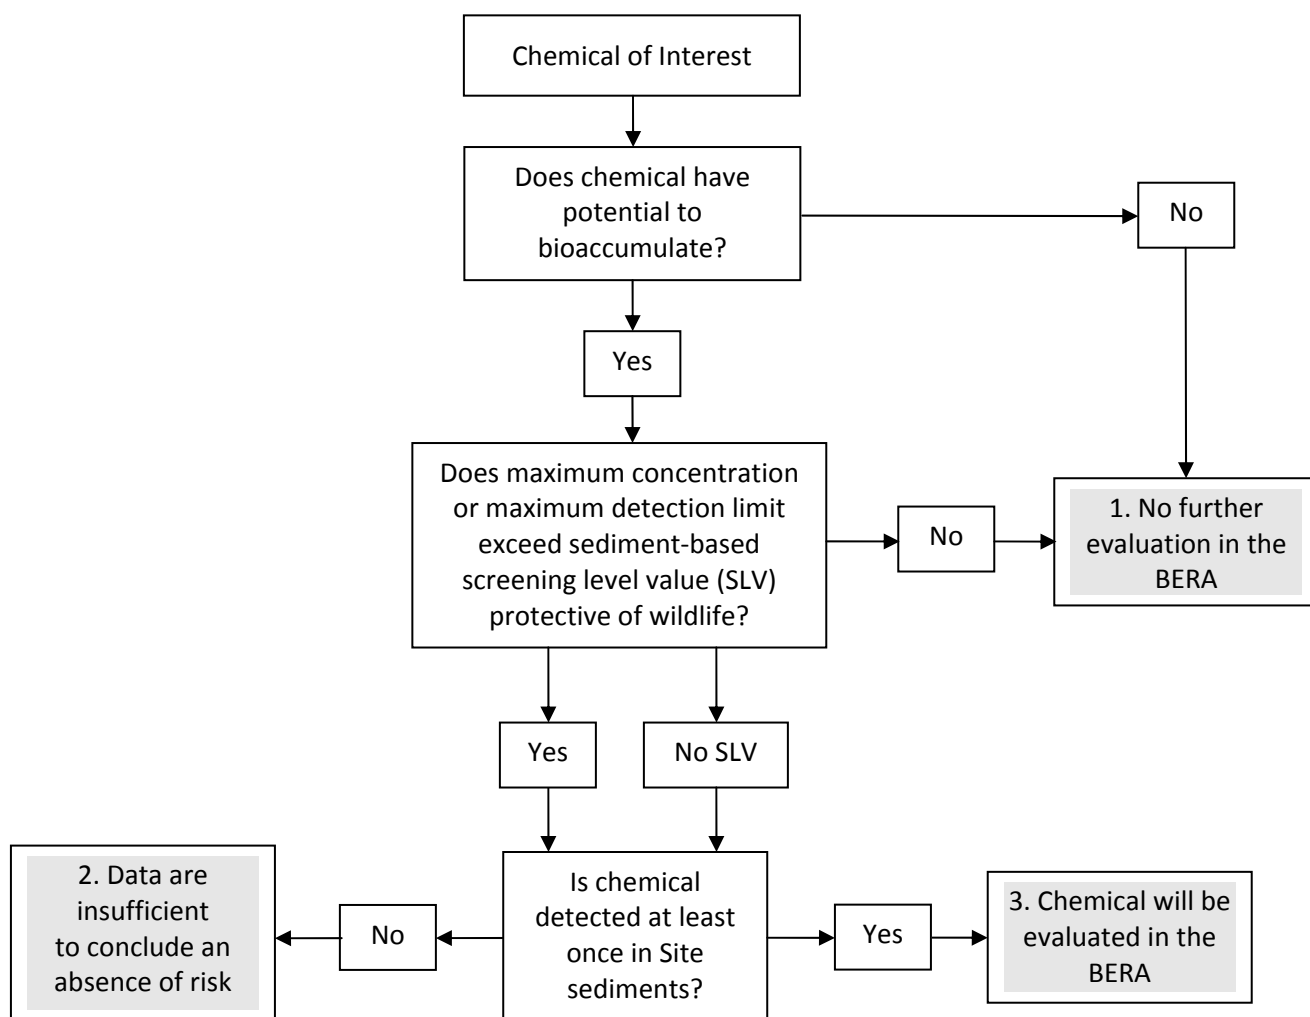 Chemical of Interest
Does chemical have
potential to
bioaccumulate?
No
Yes
Does maximum concentration
or maximum detection limit
exceed sediment-based
screening level value (SLV)
protective of wildlife?
No
1. No further
evaluation in the
BERA
Yes
No SLV
2. Data are
insufficient
to conclude an
absence of risk
No
Is chemical
detected at least
once in Site
sediments?
Yes
3. Chemical will be
evaluated in the
BERA